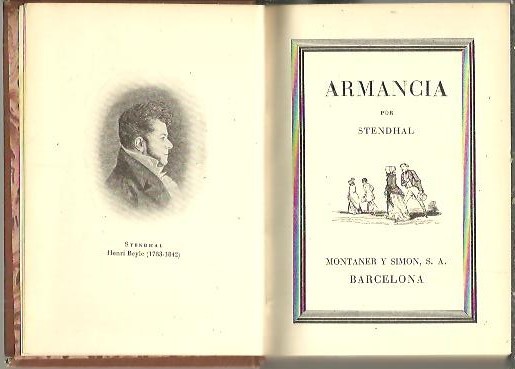 STENDHAL
Henri Beyle (1783-1842)
ARMANCIA
POR
STENDHAL
MONTANER Y SIMON, S. A.
BARCELONA